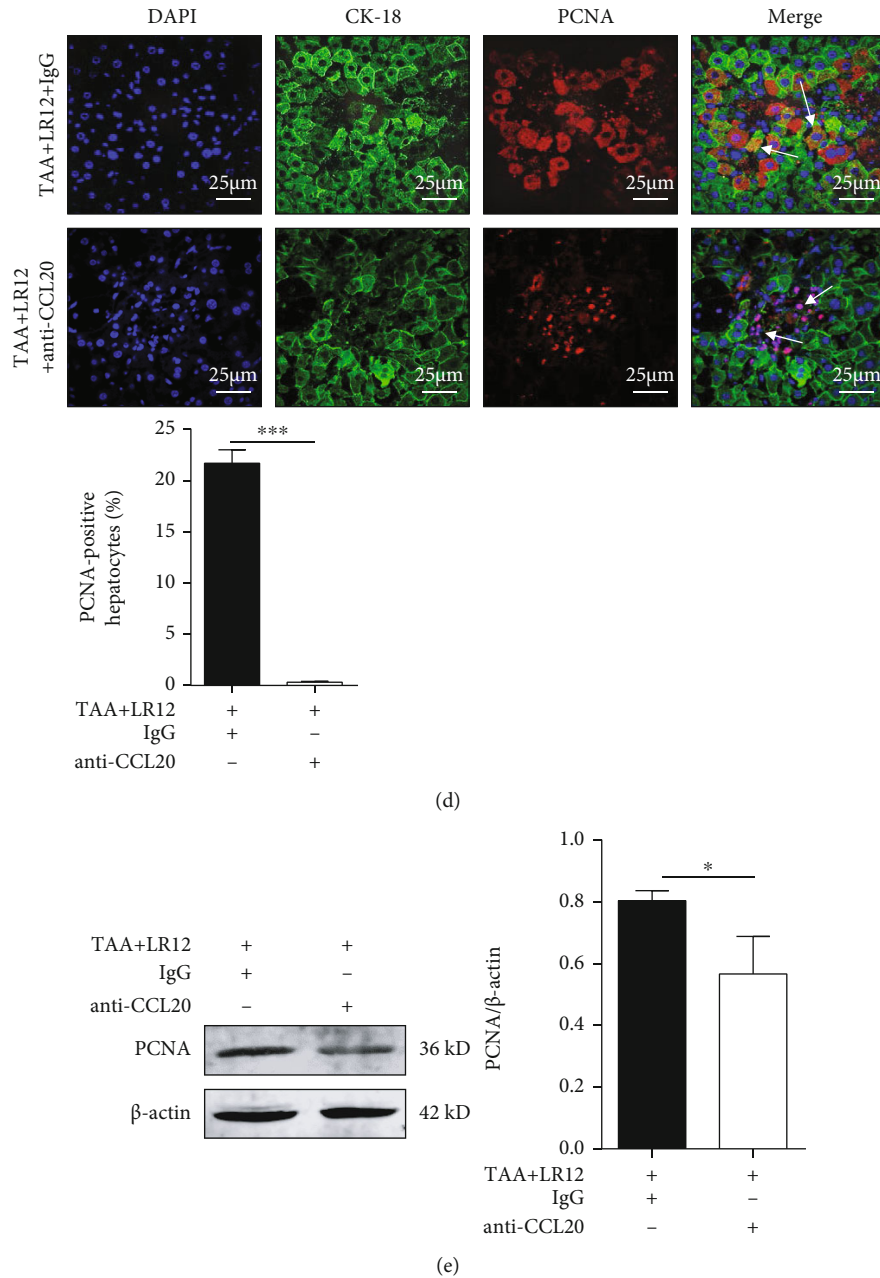 DAPI CK-18 PCNA Merge
TAA+LR12+IgG
25μm 25μm 25μm 25μm
TAA+LR12
+anti-CCL20
25μm 25μm 25μm 25μm
PCNA-positive
hepatocytes (%)
25
20
15
10
5
0
***
TAA+LR12 + +
IgG + –
anti-CCL20 – +
(d)
TAA+LR12 + +
IgG + –
anti-CCL20 – +
PCNA 36 kD
β-actin 42 kD
PCNA/β-actin
1.0
0.8
0.6
0.4
0.2
0.0
*
TAA+LR12 + +
IgG + –
anti-CCL20 – +
(e)